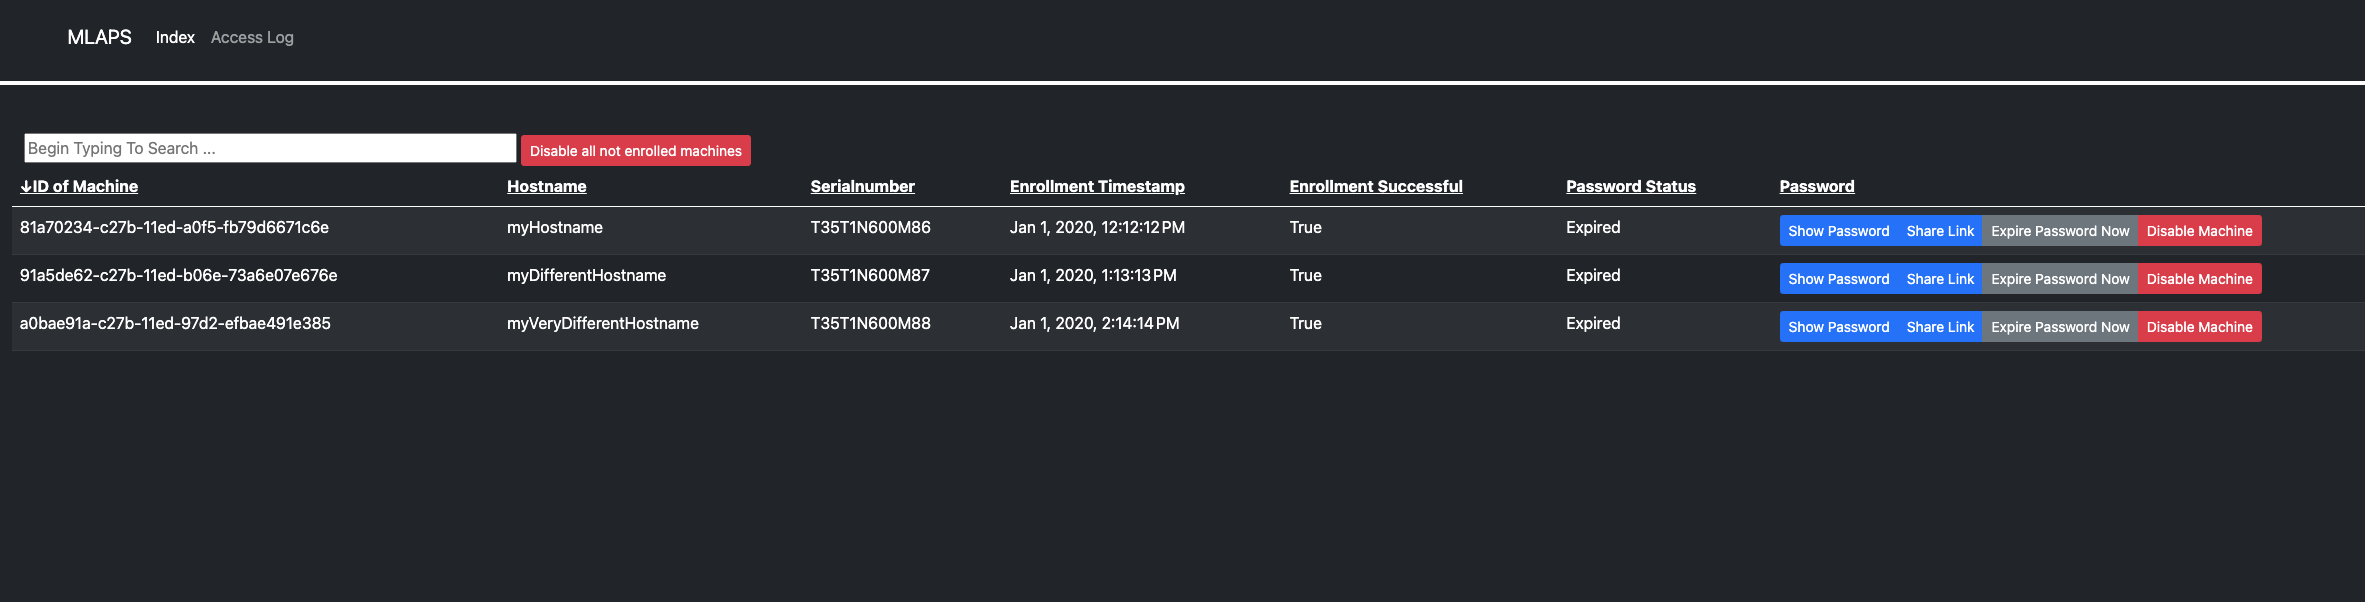 MLAPS Index Access Log
Begin Typing To Search ... Disable all not enrolled machines
↓ID of Machine Hostname Serialnumber Enrollment Timestamp Enrollment Successful Password Status Password
81a70234-c27b-11ed-a0f5-fb79d6671c6e myHostname T35T1N600M86 Jan 1, 2020, 12:12:12 PM True Expired Show Password Share Link Expire Password Now Disable Machine
91a5de62-c27b-11ed-b06e-73a6e07e676e myDifferentHostname T35T1N600M87 Jan 1, 2020, 1:13:13 PM True Expired Show Password Share Link Expire Password Now Disable Machine
a0bae91a-c27b-11ed-97d2-efbae491e385 myVeryDifferentHostname T35T1N600M88 Jan 1, 2020, 2:14:14 PM True Expired Show Password Share Link Expire Password Now Disable Machine